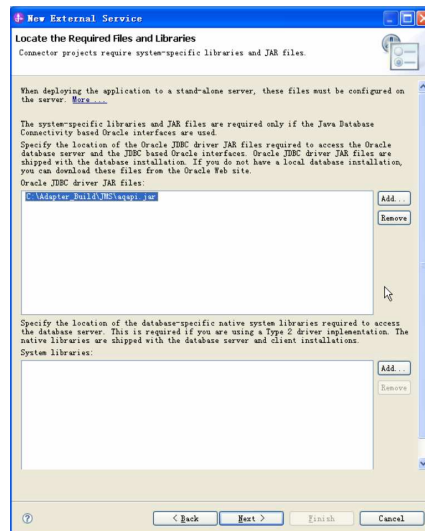 New External Service
Locate the Required Files and Libraries
Connector projects require system-specific libraries and JAR files.
When deploying the application to a stand-alone server, these files must be configured on
the server. More ...
The system-specific libraries and JAR files are required only if the Java Database
Connectivity based Oracle interfaces are used.
Specify the location of the Oracle JDBC driver JAR files required to access the Oracle
database server and the JDBC based Oracle interfaces. Oracle JDBC driver JAR files are
shipped with the database installation. If you do not have a local database installation,
you can download these files from the Oracle Web site.
Oracle JDBC driver JAR files:
C:\Adapter_Build\JMS\aqapi.jar
Add...
Remove
Specify the location of the database-specific native system libraries required to access
the database server. This is required if you are using a Type 2 driver implementation. The
native libraries are shipped with the database server and client installations.
System libraries:
Add...
Remove
< Back
Next >
Finish
Cancel